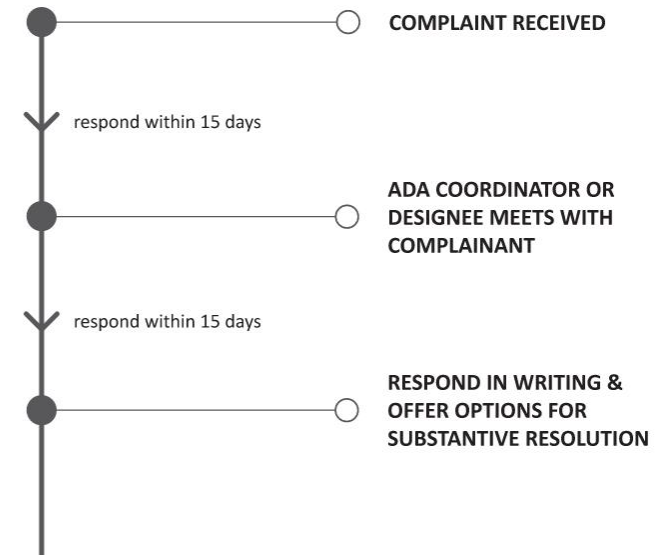 COMPLAINT RECEIVED
respond within 15 days
ADA COORDINATOR OR
DESIGNEE MEETS WITH
COMPLAINANT
respond within 15 days
RESPOND IN WRITING &
OFFER OPTIONS FOR
SUBSTANTIVE RESOLUTION